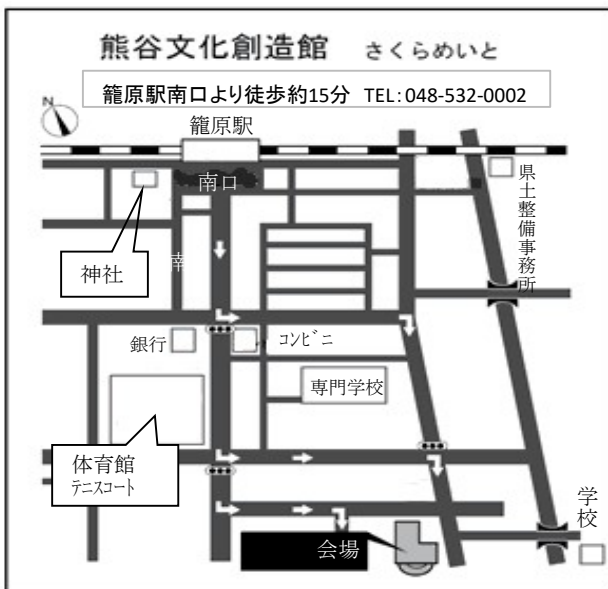 熊谷文化創造館 さくらめいと
籠原駅南口より徒歩約15分 TEL:048-532-0002
N
籠原駅
南口
県土整備事務所
神社
南
銀行
コンビニ
専門学校
体育館
テニスコート
学校
会場